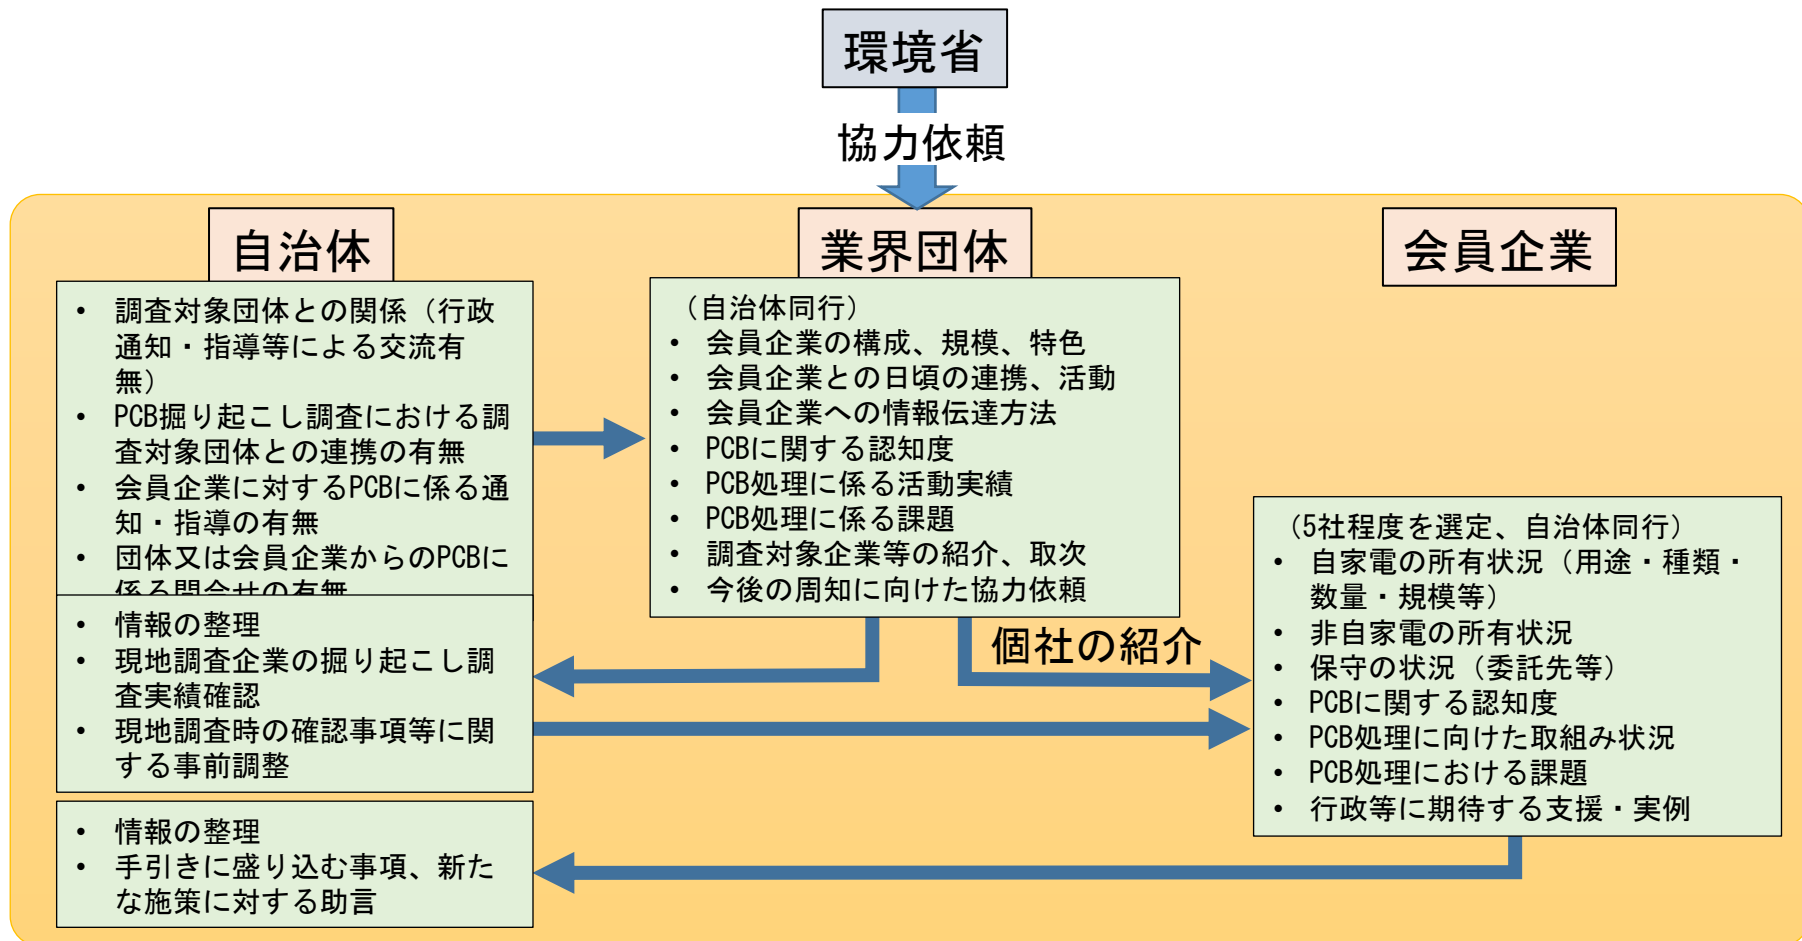 環境省
協力依頼
自治体
• 調査対象団体との関係（行政
通知・指導等による交流有
無）
• PCB掘り起こし調査における調
査対象団体との連携の有無
• 会員企業に対するPCBに係る通
知・指導の有無
• 団体又は会員企業からのPCBに
係る問合せの有無
• 情報の整理
• 現地調査企業の掘り起こし調
査実績確認
• 現地調査時の確認事項等に関
する事前調整
• 情報の整理
• 手引きに盛り込む事項、新た
な施策に対する助言
業界団体
（自治体同行）
• 会員企業の構成、規模、特色
• 会員企業との日頃の連携、活動
• 会員企業への情報伝達方法
• PCBに関する認知度
• PCB処理に係る活動実績
• PCB処理に係る課題
• 調査対象企業等の紹介、取次
• 今後の周知に向けた協力依頼
個社の紹介
会員企業
（5社程度を選定、自治体同行）
• 自家電の所有状況（用途・種類・
数量・規模等）
• 非自家電の所有状況
• 保守の状況（委託先等）
• PCBに関する認知度
• PCB処理に向けた取組み状況
• PCB処理における課題
• 行政等に期待する支援・実例